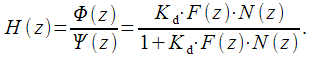 H(z) = Φ(z)/Ψ(z) = K_d·F(z)·N(z)/(1+K_d·F(z)·N(z)).